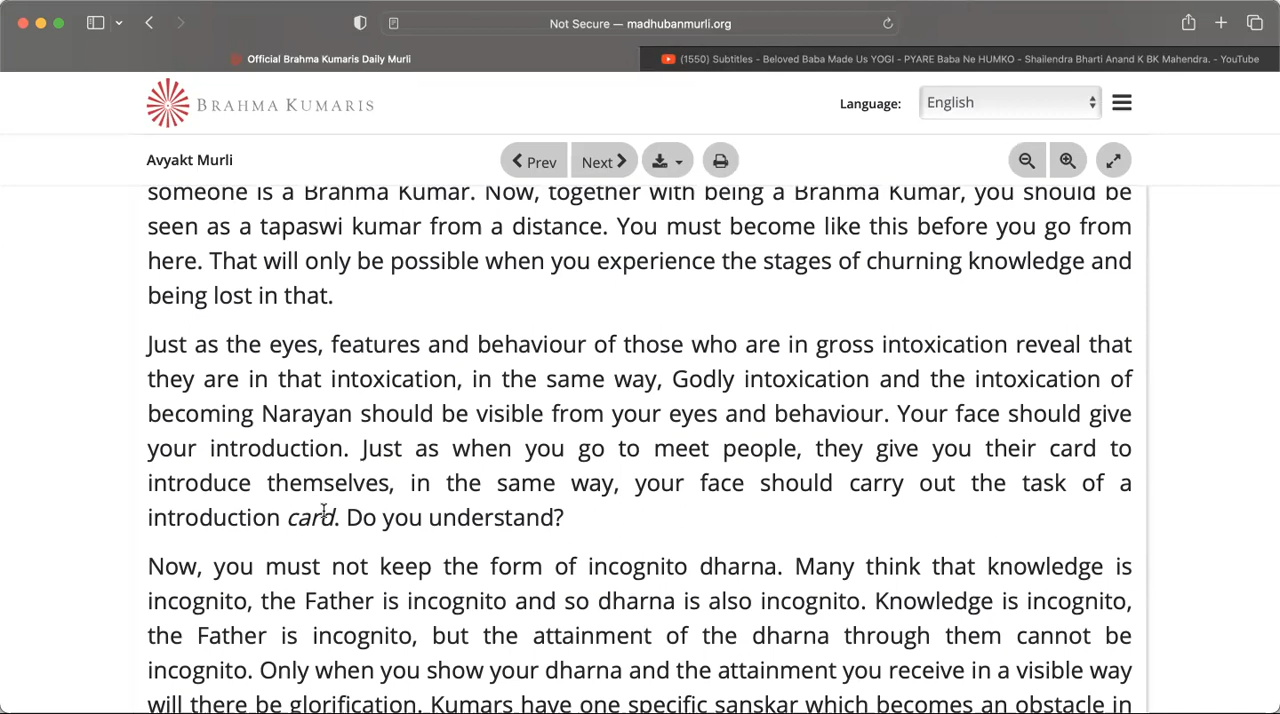 Not Secure — madhubanmurli.org
Official Brahma Kumaris Daily Murli
(1550) Subtitles - Beloved Baba Made Us YOGI - PYARE Baba Ne HUMKO - Shailendra Bharti Anand K BK Mahendra. - YouTube
BRAHMA KUMARIS
Language: English
Avyakt Murli
Prev Next
someone is a Brahma Kumar. Now, together with being a Brahma Kumar, you should be
seen as a tapaswi kumar from a distance. You must become like this before you go from
here. That will only be possible when you experience the stages of churning knowledge and
being lost in that.
Just as the eyes, features and behaviour of those who are in gross intoxication reveal that
they are in that intoxication, in the same way, Godly intoxication and the intoxication of
becoming Narayan should be visible from your eyes and behaviour. Your face should give
your introduction. Just as when you go to meet people, they give you their card to
introduce themselves, in the same way, your face should carry out the task of a
introduction card. Do you understand?
Now, you must not keep the form of incognito dharna. Many think that knowledge is
incognito, the Father is incognito and so dharna is also incognito. Knowledge is incognito,
the Father is incognito, but the attainment of the dharna through them cannot be
incognito. Only when you show your dharna and the attainment you receive in a visible way
will there be glorification. Kumars have one specific sanskar which becomes an obstacle in